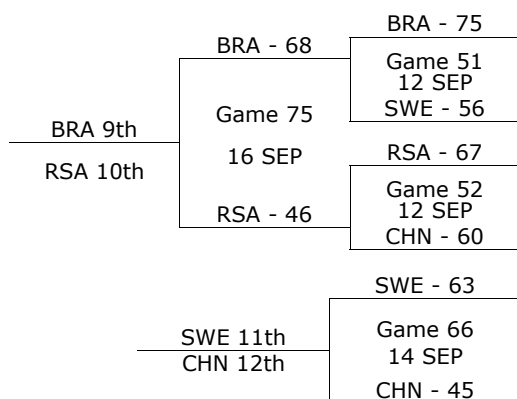 BRA - 75
BRA - 68
Game 51
12 SEP
SWE - 56
Game 75
BRA 9th
16 SEP
RSA 10th
RSA - 67
Game 52
12 SEP
RSA - 46
CHN - 60
SWE - 63
SWE 11th
Game 66
CHN 12th
14 SEP
CHN - 45